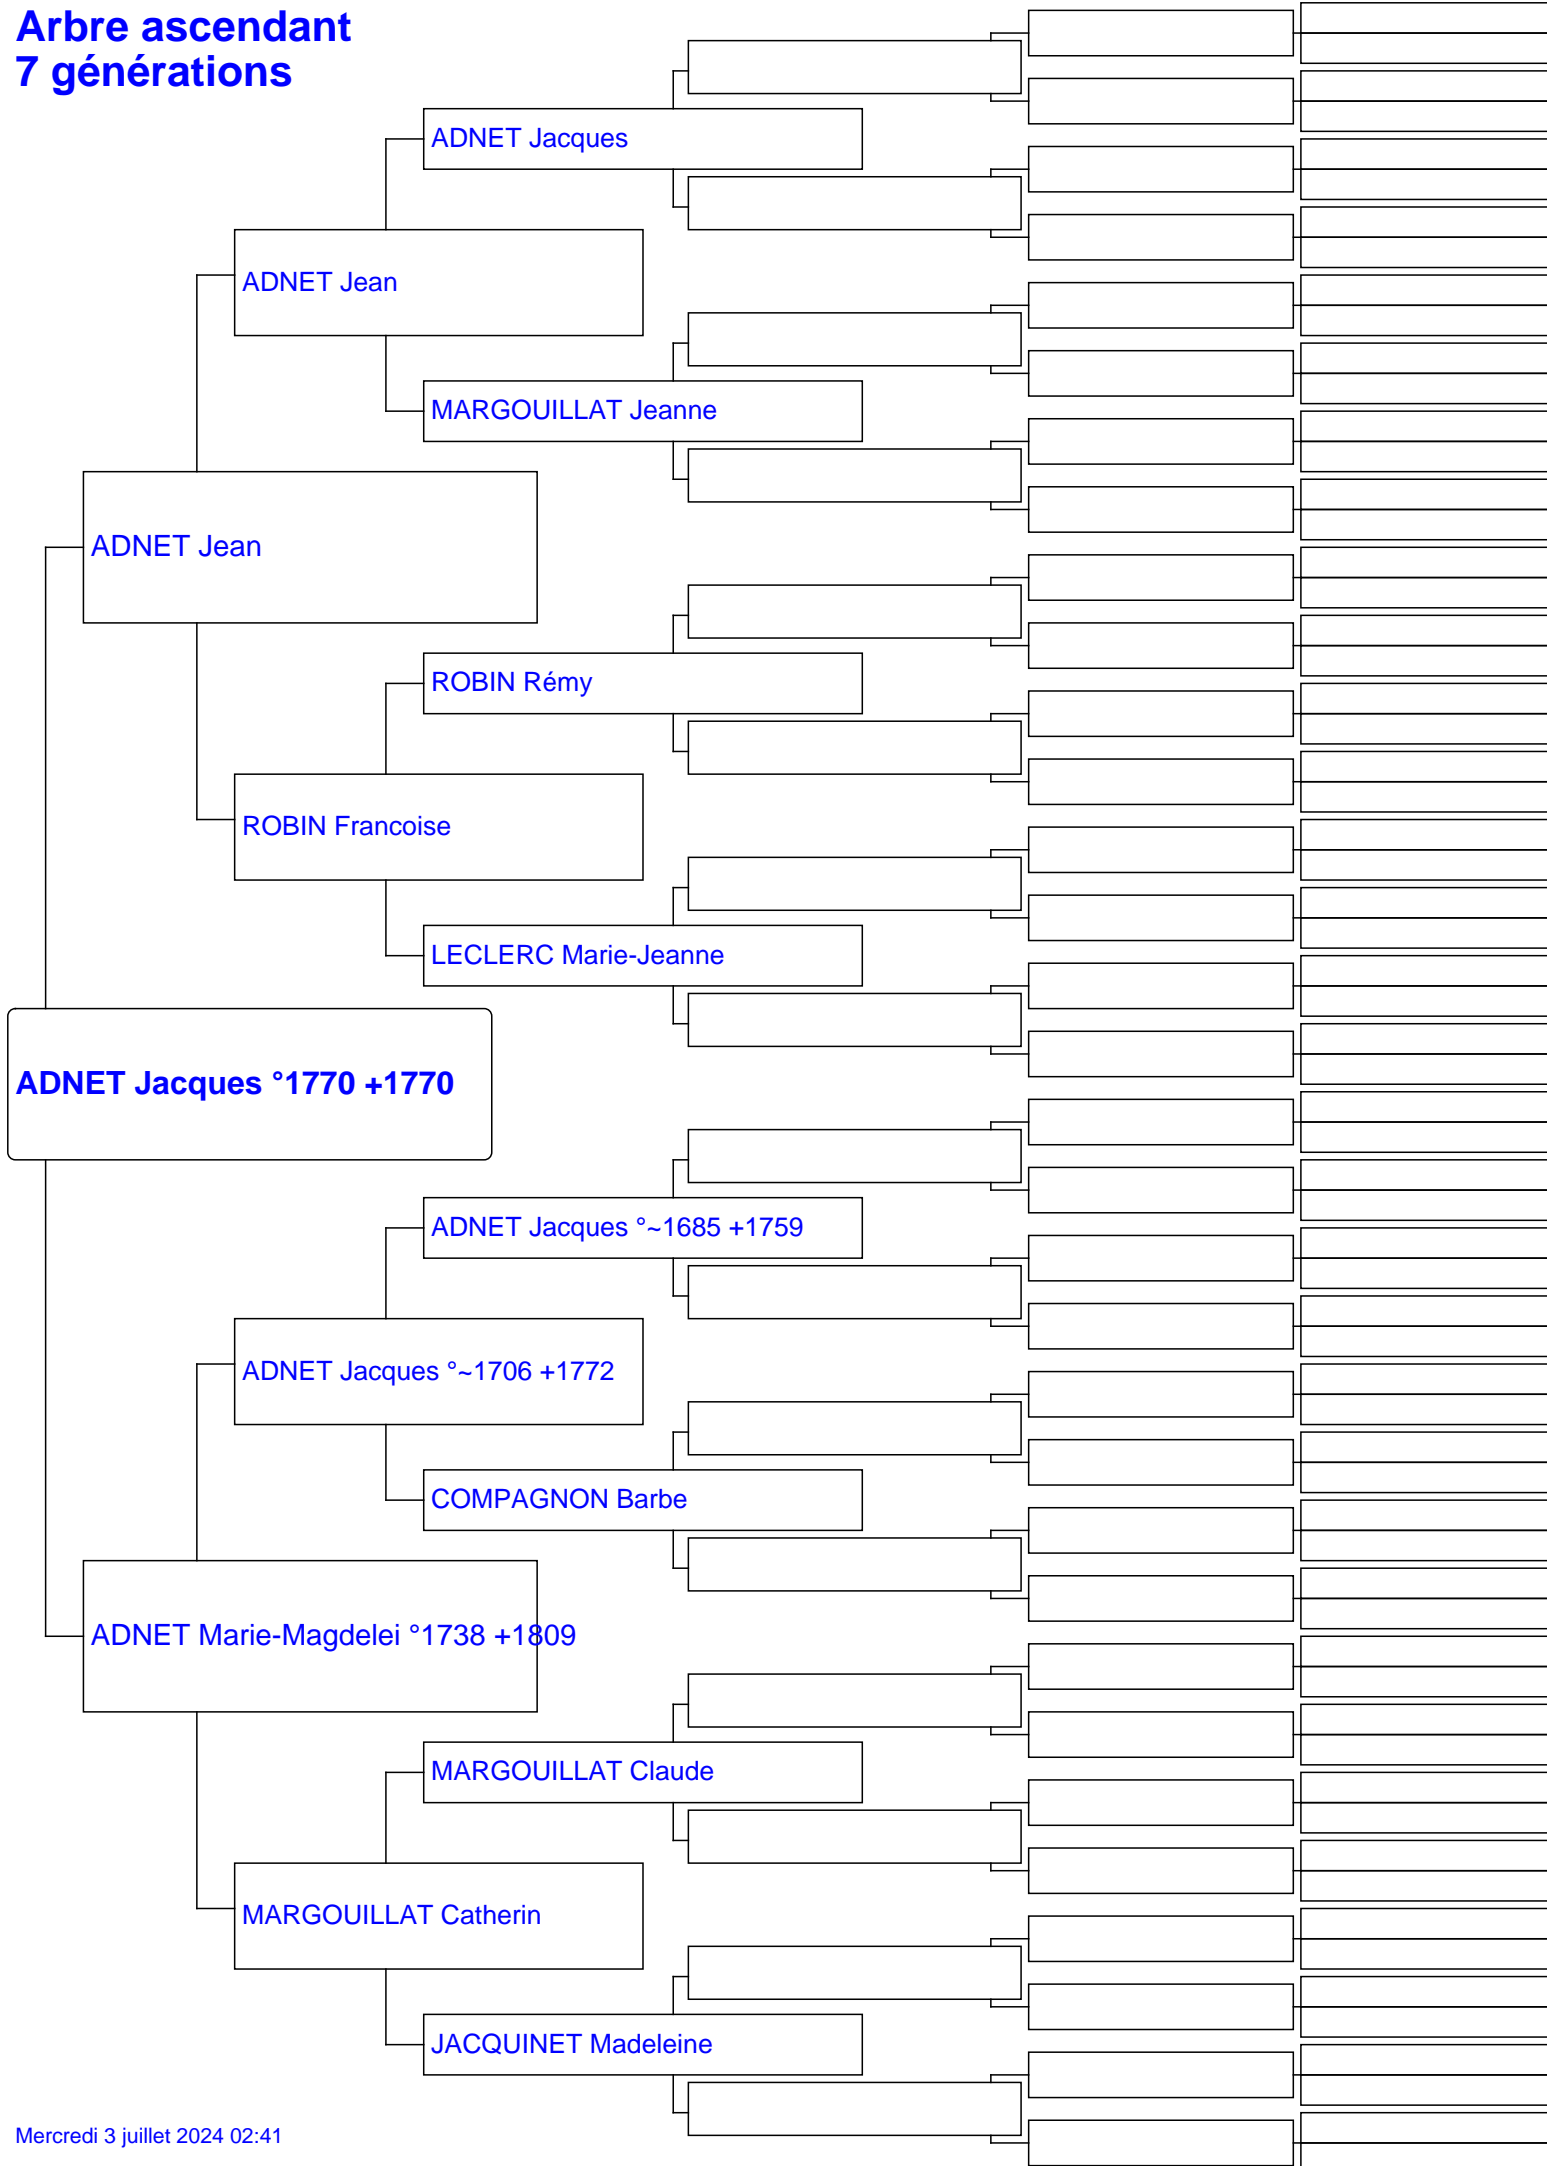 Arbre ascendant
7 générations
ADNET Jacques
ADNET Jean
MARGOUILLAT Jeanne
ADNET Jean
ROBIN Rémy
ROBIN Francoise
LECLERC Marie-Jeanne
ADNET Jacques °1770 +1770
ADNET Jacques °~1685 +1759
ADNET Jacques °~1706 +1772
COMPAGNON Barbe
ADNET Marie-Magdelei °1738 +1809
MARGOUILLAT Claude
MARGOUILLAT Catherin
JACQUINET Madeleine
Mercredi 3 juillet 2024 02:41